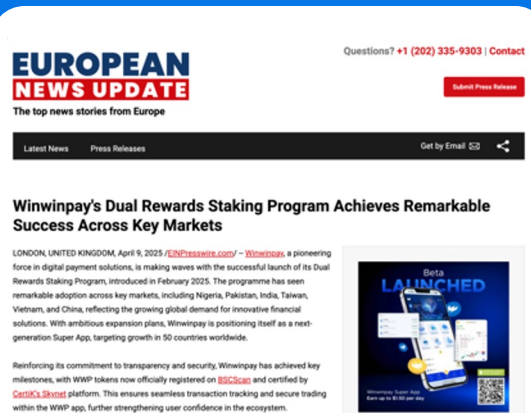 Questions? +1 (202) 335-9303 | Contact
EUROPEAN
NEWS UPDATE
Submit Press Release
The top news stories from Europe
Latest News Press Releases Get by Email
Winwinpay's Dual Rewards Staking Program Achieves Remarkable
Success Across Key Markets
LONDON, UNITED KINGDOM, April 9, 2025 /EINPresswire.com/ -- Winwinpay, a pioneering
force in digital payment solutions, is making waves with the successful launch of its Dual
Rewards Staking Program, introduced in February 2025. The programme has seen
remarkable adoption across key markets, including Nigeria, Pakistan, India, Taiwan,
Vietnam, and China, reflecting the growing global demand for innovative financial
solutions. With ambitious expansion plans, Winwinpay is positioning itself as a next-
generation Super App, targeting growth in 50 countries worldwide.
Reinforcing its commitment to transparency and security, Winwinpay has achieved key
milestones, with WWP tokens now officially registered on BSCScan and certified by
CertiK's Skynet platform. This ensures seamless transaction tracking and secure trading
within the WWP app, further strengthening user confidence in the ecosystem.
Beta
LAUNCHED
Winwinpay Super App
Earn up to $1.50 per day